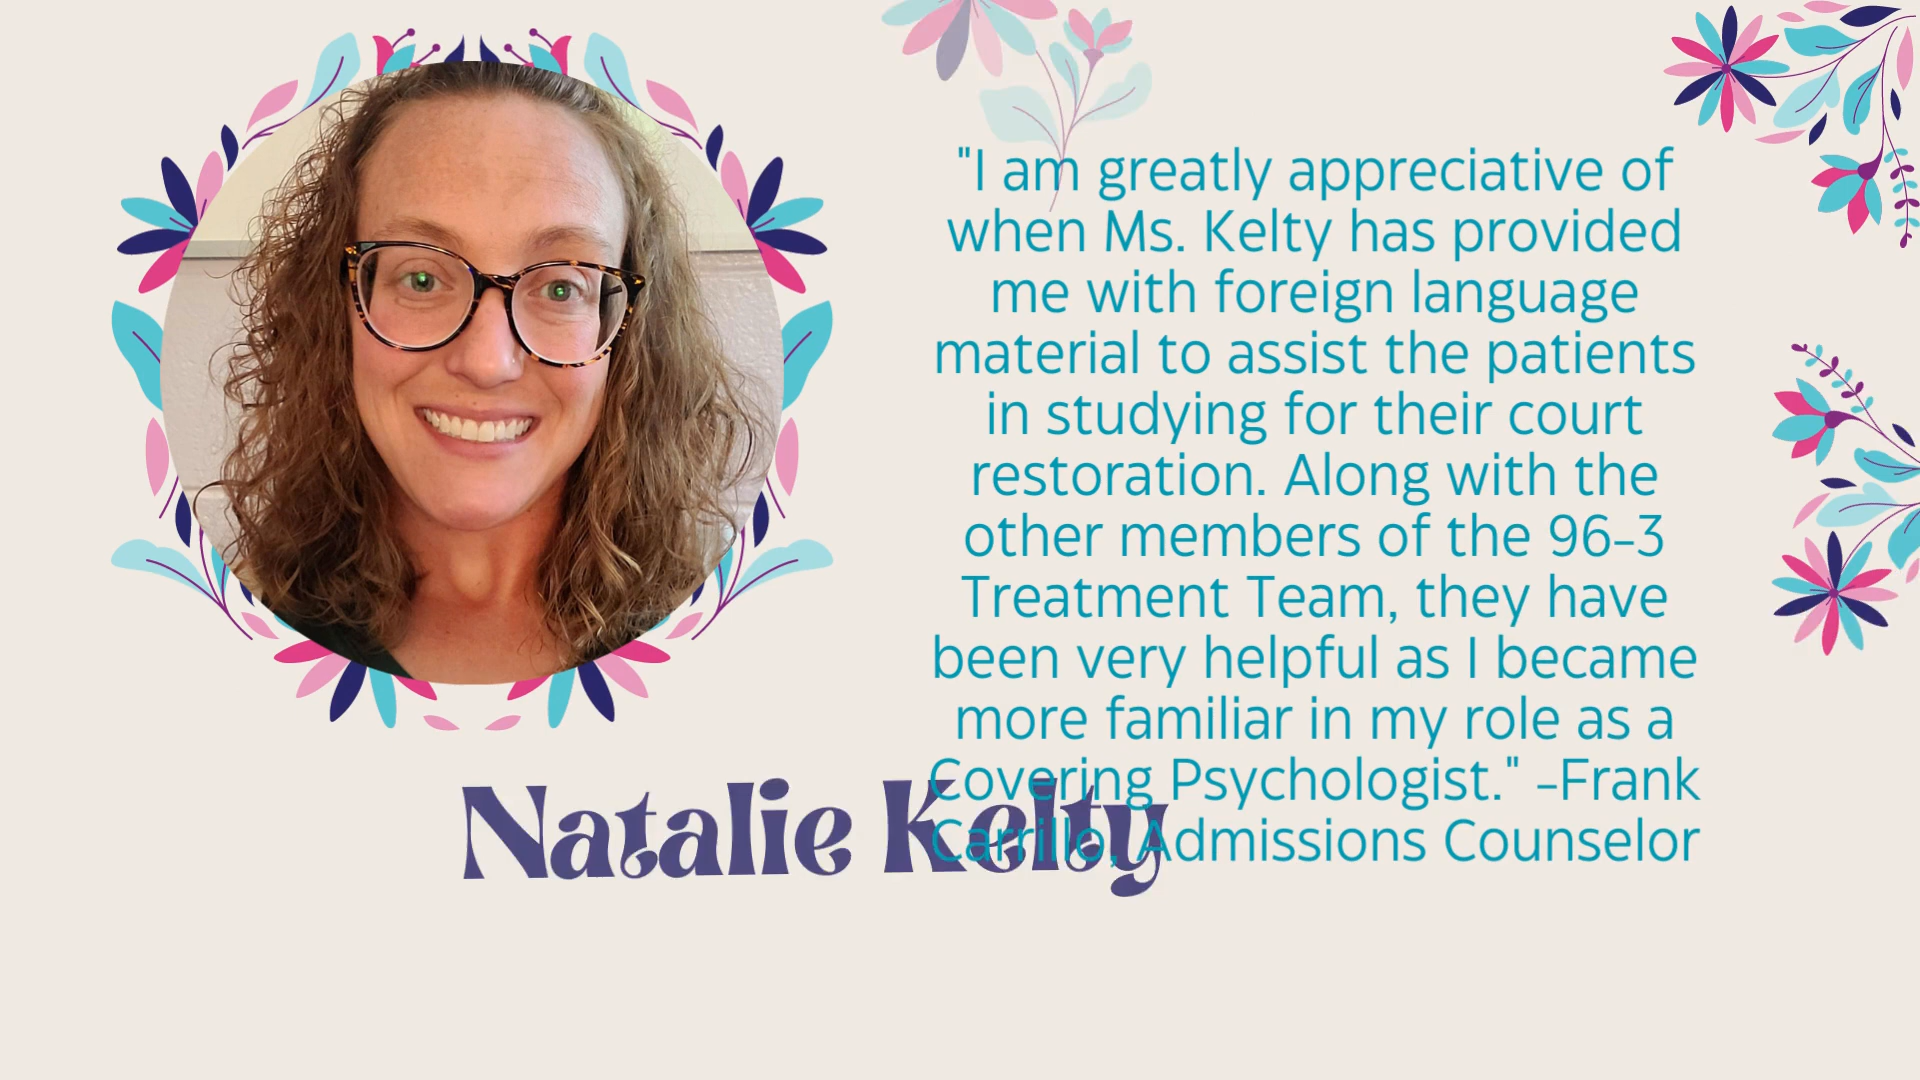 "I am greatly appreciative of
when Ms. Kelty has provided
me with foreign language
material to assist the patients
in studying for their court
restoration. Along with the
other members of the 96-3
Treatment Team, they have
been very helpful as I became
more familiar in my role as a
Covering Psychologist." -Frank
Carrillo, Admissions Counselor
Natalie Kelty